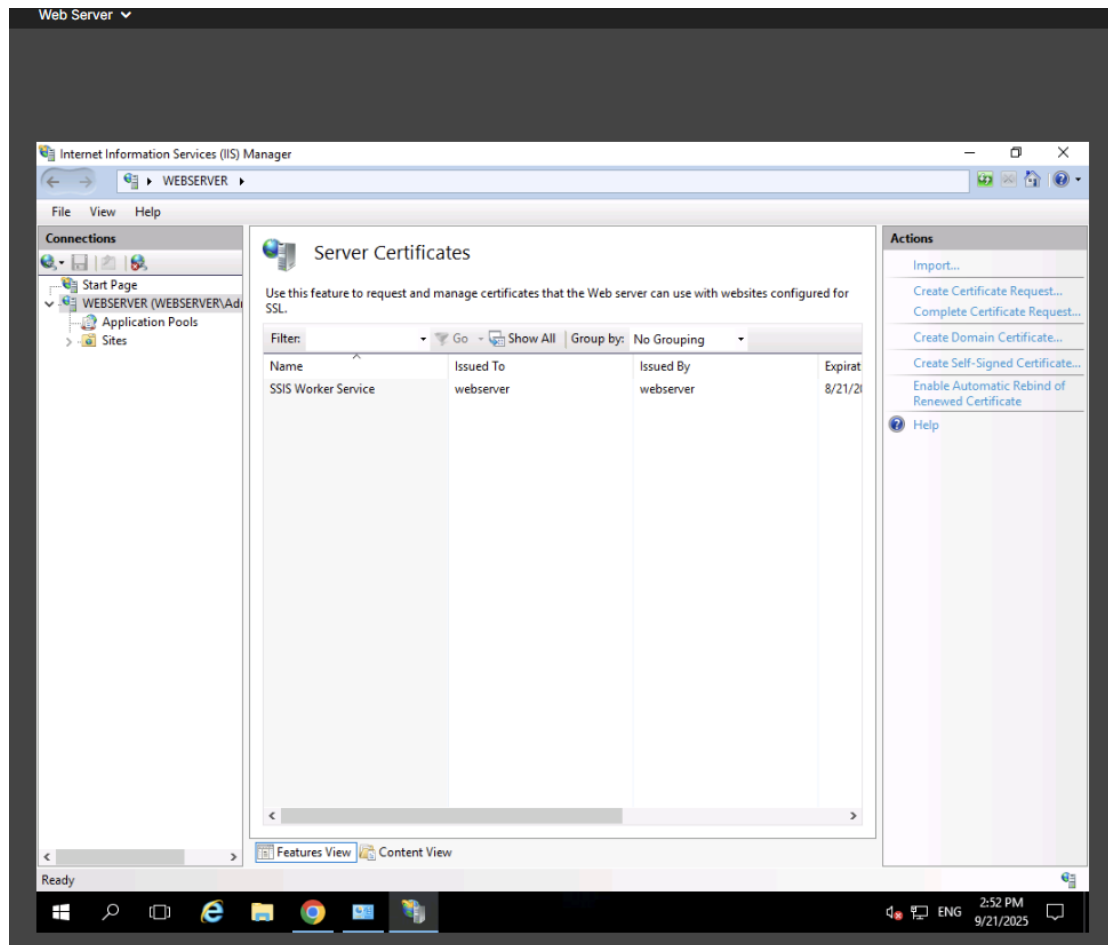 Web Server
Internet Information Services (IIS) Manager
WEBSERVER
File View Help
Connections
Start Page
WEBSERVER (WEBSERVER\Adi
Application Pools
Sites
Server Certificates
Use this feature to request and manage certificates that the Web server can use with websites configured for
SSL.
Filter: Go Show All Group by: No Grouping
Name Issued To Issued By Expirat
SSIS Worker Service webserver webserver 8/21/20
Features View Content View
Actions
Import...
Create Certificate Request...
Complete Certificate Request...
Create Domain Certificate...
Create Self-Signed Certificate...
Enable Automatic Rebind of
Renewed Certificate
Help
Ready
ENG
2:52 PM
9/21/2025